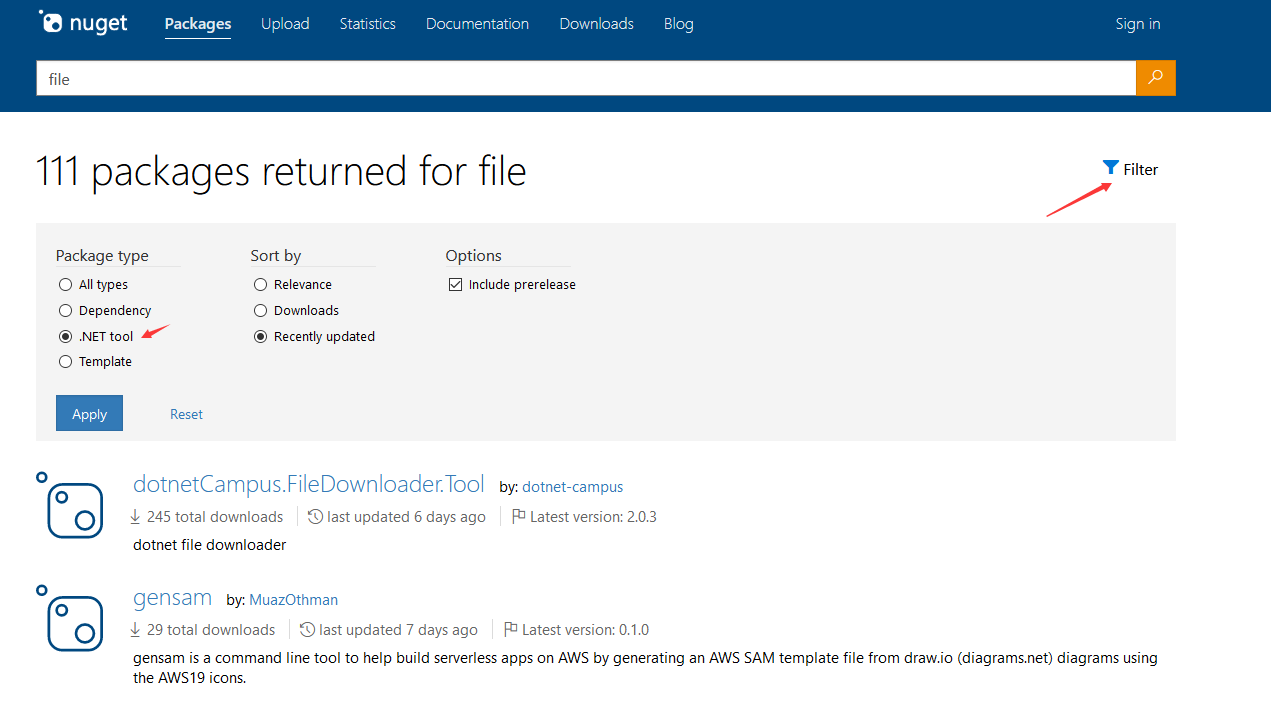 nuget Packages Upload Statistics Documentation Downloads Blog Sign in
file
111 packages returned for file Filter
Package type Sort by Options
All types Relevance Include prerelease
Dependency Downloads
.NET tool Recently updated
Template
Apply Reset
dotnetCampus.FileDownloader.Tool by: dotnet-campus
245 total downloads last updated 6 days ago Latest version: 2.0.3
dotnet file downloader
gensam by: MuazOthman
29 total downloads last updated 7 days ago Latest version: 0.1.0
gensam is a command line tool to help build serverless apps on AWS by generating an AWS SAM template file from draw.io (diagrams.net) diagrams using
the AWS19 icons.